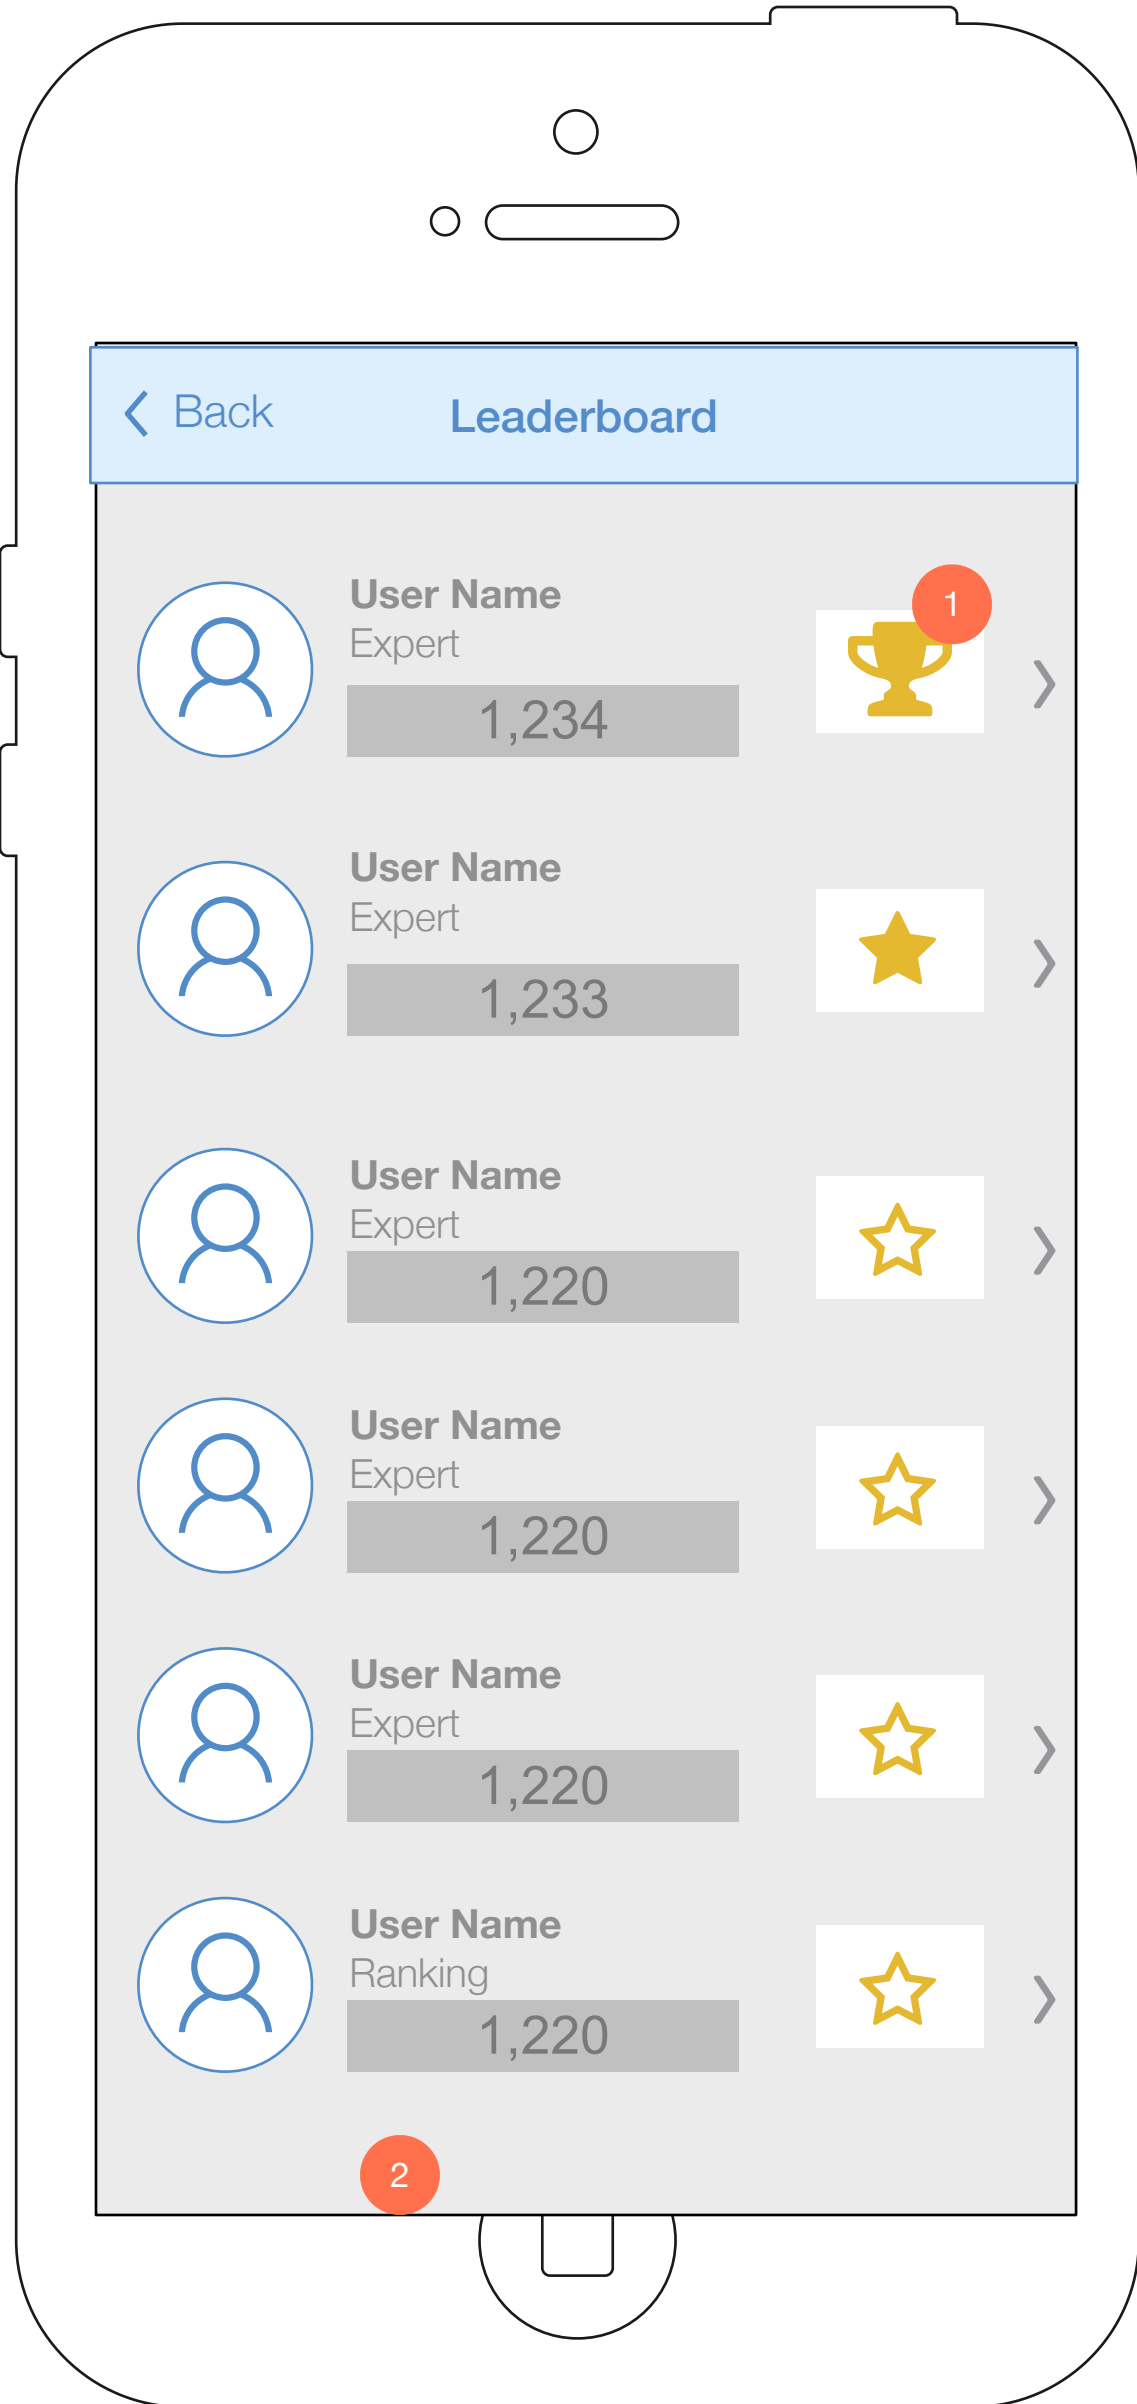 Back
Leaderboard
User Name
1
Expert
1,234
User Name
Expert
1,233
User Name
Expert
1,220
User Name
Expert
1,220
User Name
Expert
1,220
User Name
Ranking
1,220
2